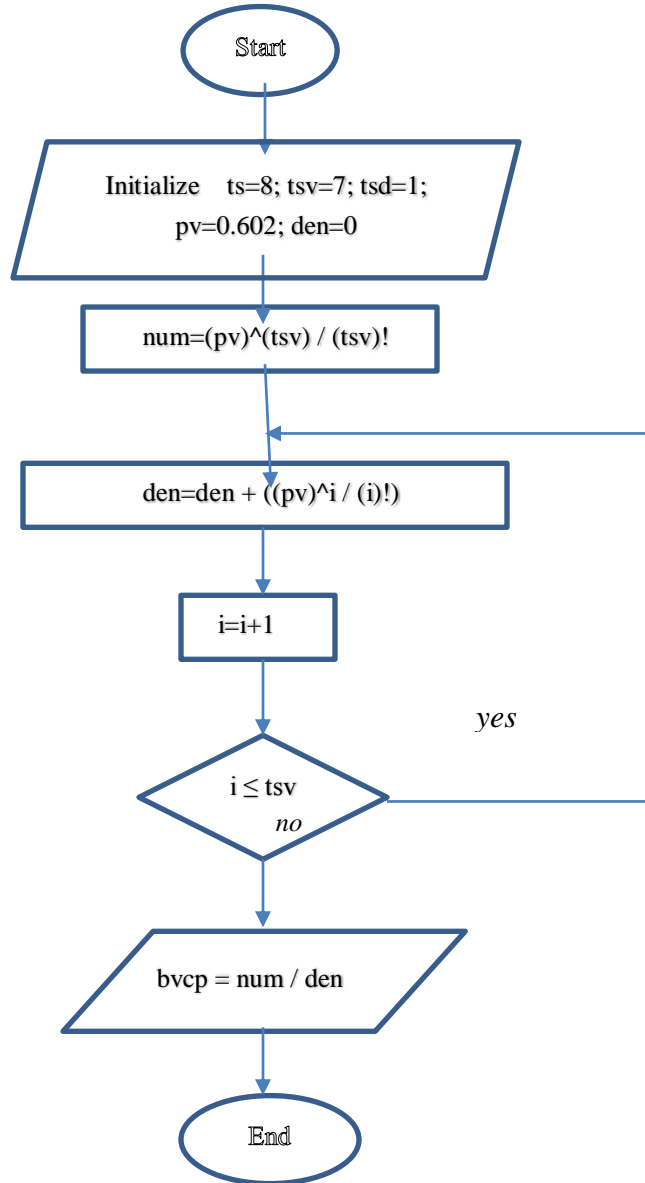 Start
Initialize ts=8; tsv=7; tsd=1;
pv=0.602; den=0
num=(pv)^(tsv) / (tsv)!
den=den + ((pv)^i / (i)!)
i=i+1
yes
i ≤ tsv
no
bvcp = num / den
End